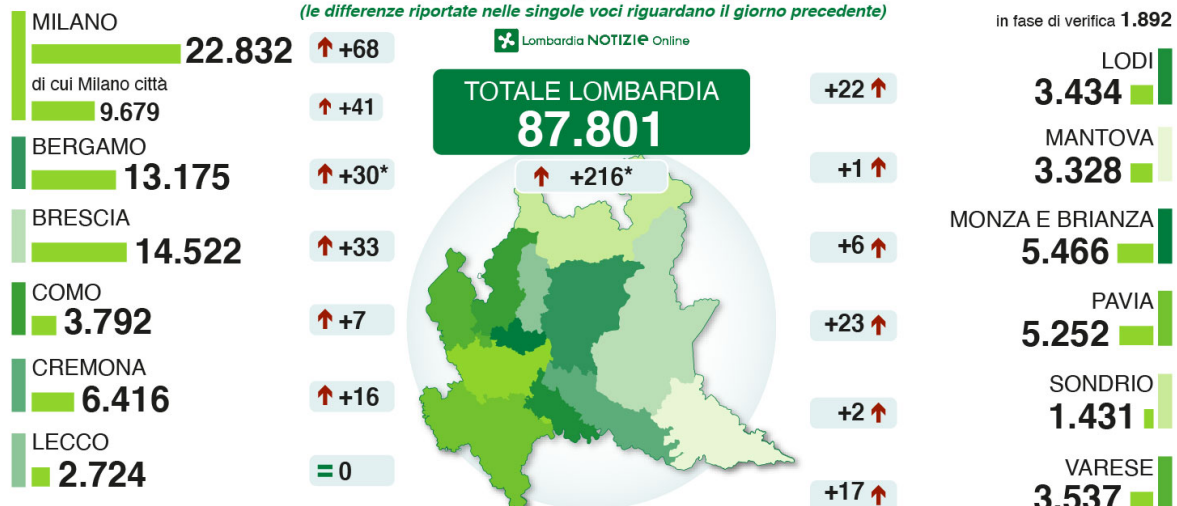 (le differenze riportate nelle singole voci riguardano il giorno precedente)
Lombardia NOTIZIE Online
in fase di verifica 1.892
TOTALE LOMBARDIA
87.801
+216*
MILANO
22.832
+68
di cui Milano città
9.679
+41
BERGAMO
13.175
+30*
BRESCIA
14.522
+33
COMO
3.792
+7
CREMONA
6.416
+16
LECCO
2.724
= 0
LODI
+22
3.434
MANTOVA
+1
3.328
MONZA E BRIANZA
+6
5.466
PAVIA
+23
5.252
SONDRIO
+2
1.431
VARESE
+17
3.537